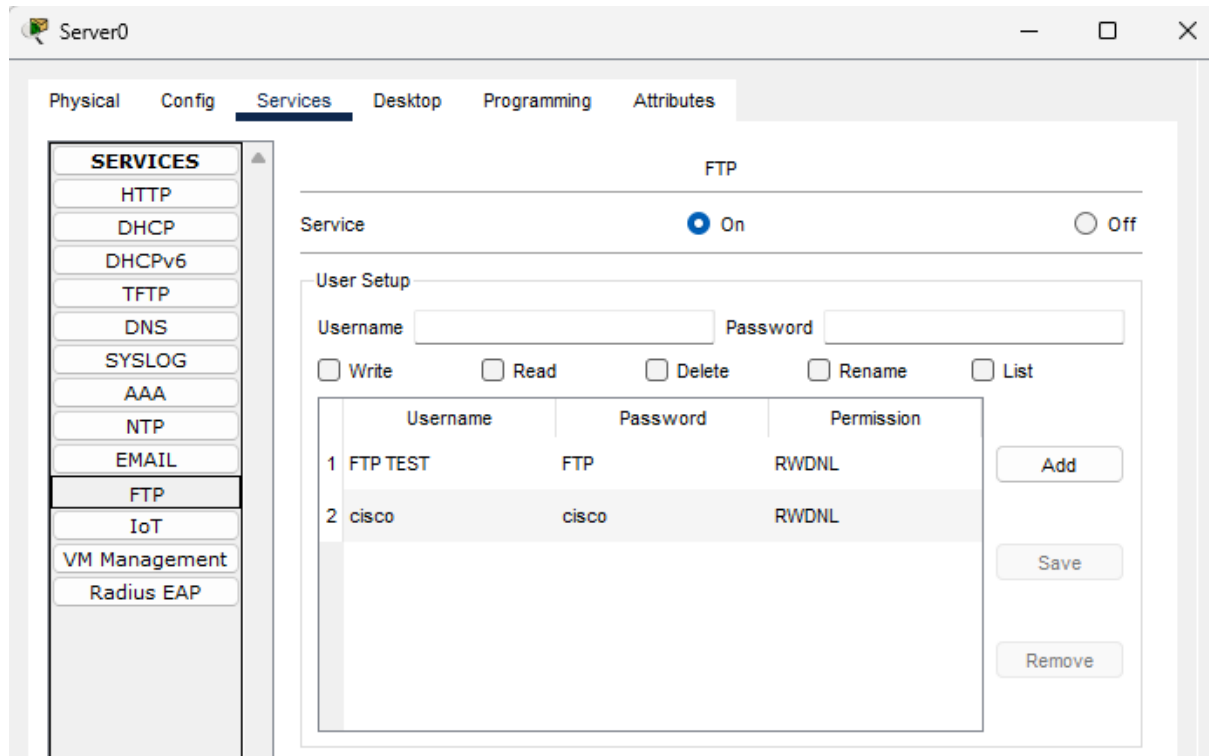 Server0
Physical Config Services Desktop Programming Attributes
SERVICES
HTTP
DHCP
DHCPv6
TFTP
DNS
SYSLOG
AAA
NTP
EMAIL
FTP
IoT
VM Management
Radius EAP
FTP
Service On Off
User Setup
Username Password
Write Read Delete Rename List
Username Password Permission
1 FTP TEST FTP RWDNL
2 cisco cisco RWDNL
Add
Save
Remove